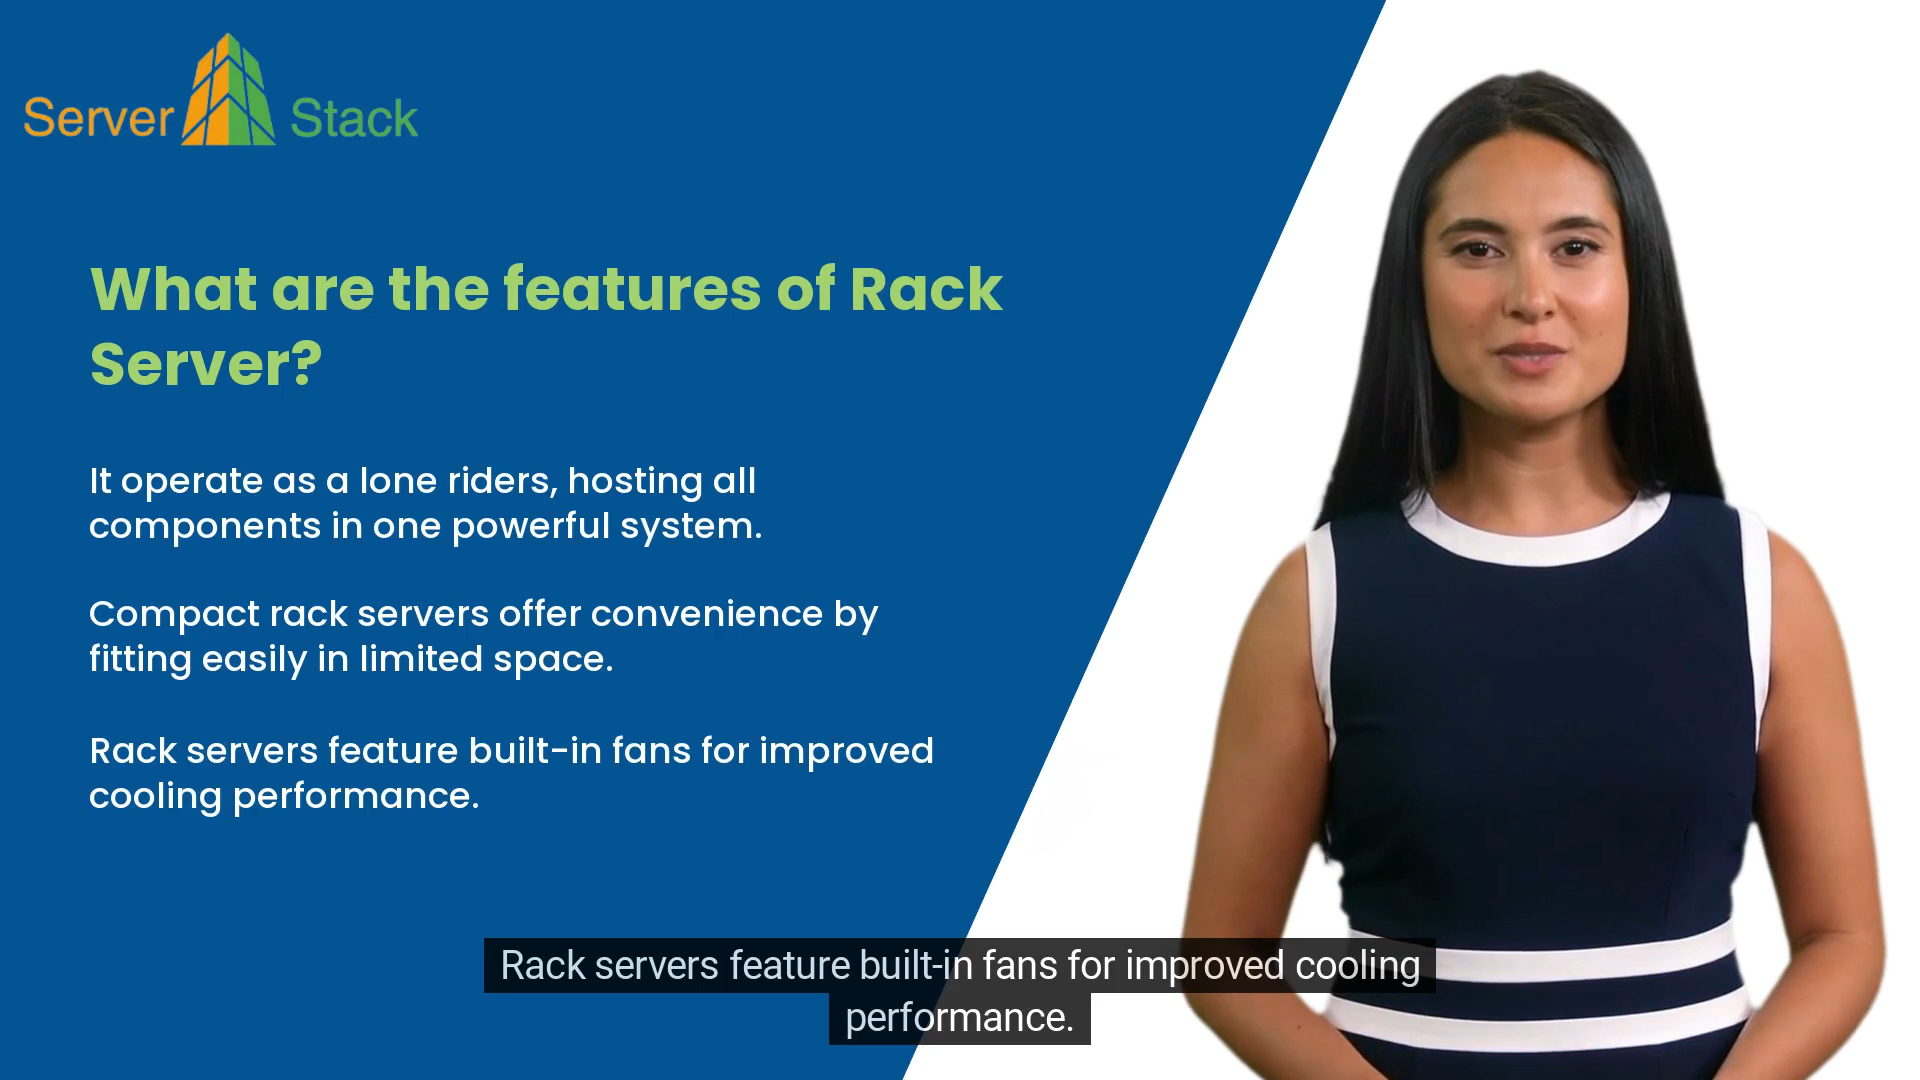 Server Stack
What are the features of Rack
Server?
It operate as a lone riders, hosting all
components in one powerful system.
Compact rack servers offer convenience by
fitting easily in limited space.
Rack servers feature built-in fans for improved
cooling performance.
Rack servers feature built-in fans for improved cooling
performance.